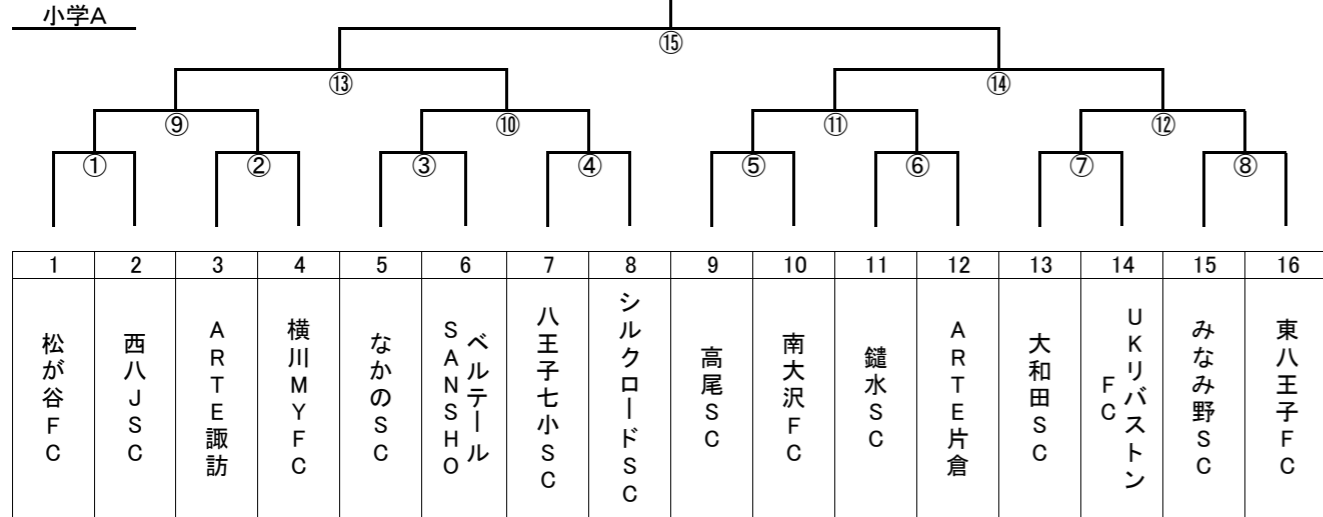 小学A
⑮
⑬
⑭
⑨
⑩
⑪
⑫
①
②
③
④
⑤
⑥
⑦
⑧
1
2
3
4
5
6
7
8
9
10
11
12
13
14
15
16
松が谷FC
西八JSC
ARTE諏訪
横川MYFC
なかのSC
ベルテール
SANSHO
八王子七小SC
シルクロードSC
高尾SC
南大沢FC
鑓水SC
ARTE片倉
大和田SC
UKリバストン
FC
みなみ野SC
東八王子FC